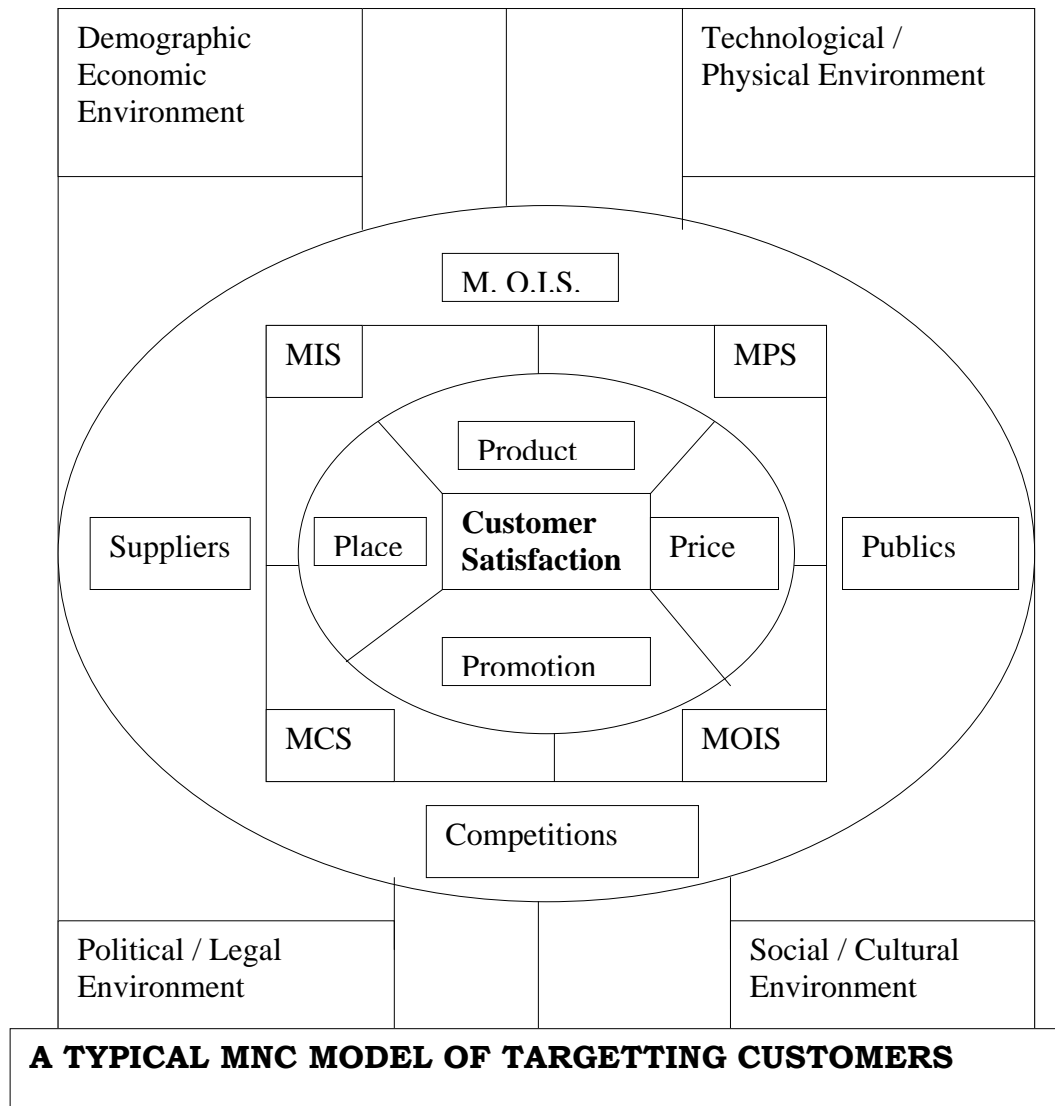 Demographic
Economic
Environment
Technological /
Physical Environment
M. O.I.S.
MIS
MPS
Product
Customer
Satisfaction
Suppliers
Place
Price
Publics
Promotion
MCS
MOIS
Competitions
Political / Legal
Environment
Social / Cultural
Environment
A TYPICAL MNC MODEL OF TARGETTING CUSTOMERS